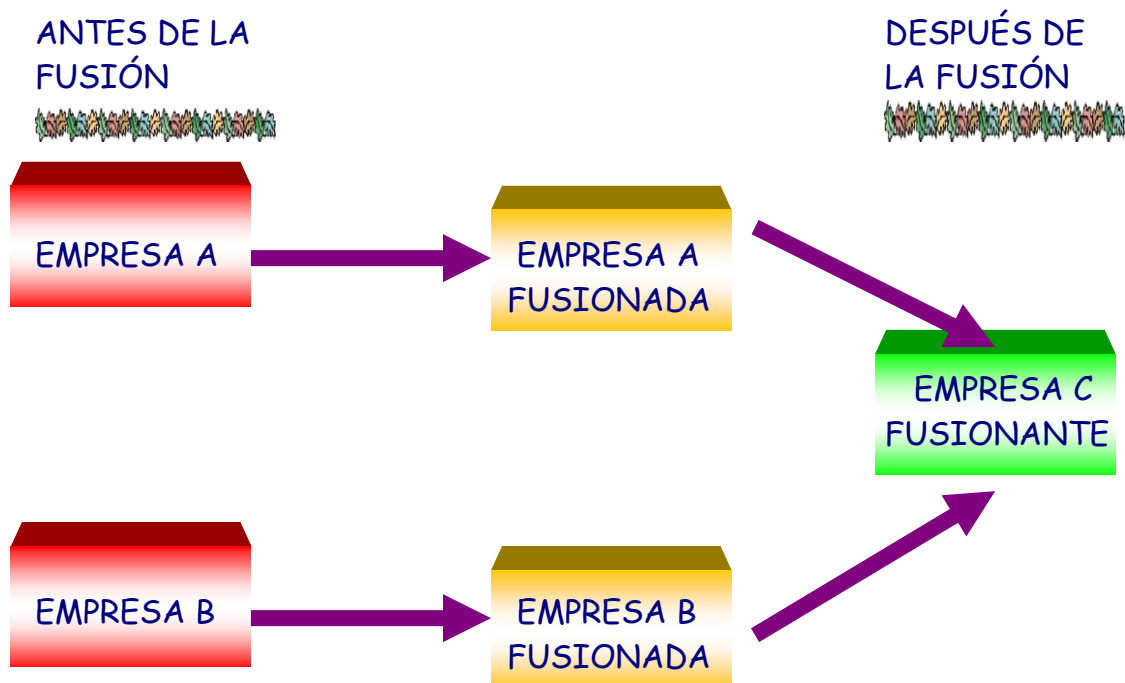 ANTES DE LA
FUSIÓN
DESPUÉS DE
LA FUSIÓN
EMPRESA A
EMPRESA A
FUSIONADA
EMPRESA C
FUSIONANTE
EMPRESA B
EMPRESA B
FUSIONADA